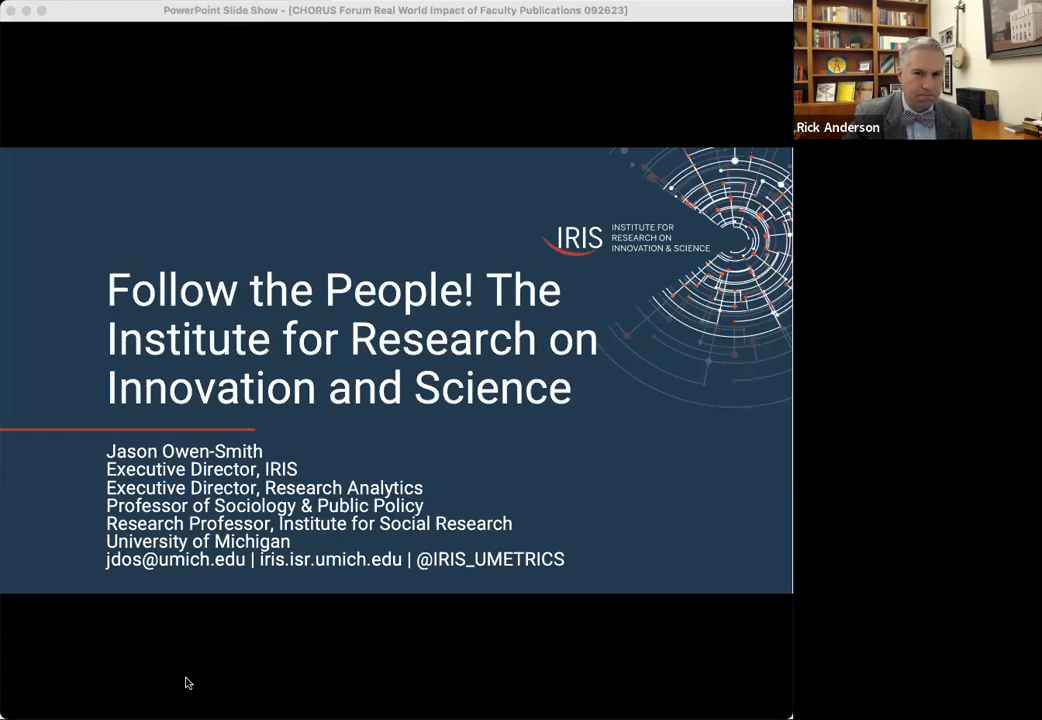 PowerPoint Slide Show - [CHORUS Forum Real World Impact of Faculty Publications 092623]
Rick Anderson
IRIS
INSTITUTE FOR
RESEARCH ON
INNOVATION & SCIENCE
Follow the People! The
Institute for Research on
Innovation and Science
Jason Owen-Smith
Executive Director, IRIS
Executive Director, Research Analytics
Professor of Sociology & Public Policy
Research Professor, Institute for Social Research
University of Michigan
jdos@umich.edu | iris.isr.umich.edu | @IRIS_UMETRICS